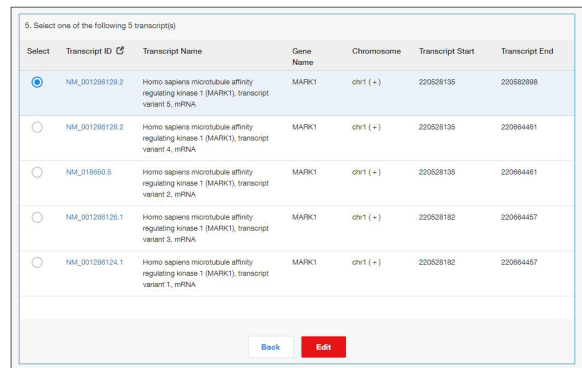 5. Select one of the following 5 transcript(s)
Select Transcript ID Transcript Name Gene Name Chromosome Transcript Start Transcript End
NM_001286129.2 Homo sapiens microtubule affinity MARK1 chr1 (+) 220528135 220582898
regulating kinase 1 (MARK1), transcript
variant 5, mRNA
NM_001286128.2 Homo sapiens microtubule affinity MARK1 chr1 (+) 220528135 220664461
regulating kinase 1 (MARK1), transcript
variant 4, mRNA
NM_018650.5 Homo sapiens microtubule affinity MARK1 chr1 (+) 220528135 220664461
regulating kinase 1 (MARK1), transcript
variant 2, mRNA
NM_001286126.1 Homo sapiens microtubule affinity MARK1 chr1 (+) 220528182 220664457
regulating kinase 1 (MARK1), transcript
variant 3, mRNA
NM_001286124.1 Homo sapiens microtubule affinity MARK1 chr1 (+) 220528182 220664457
regulating kinase 1 (MARK1), transcript
variant 1, mRNA
Back Edit